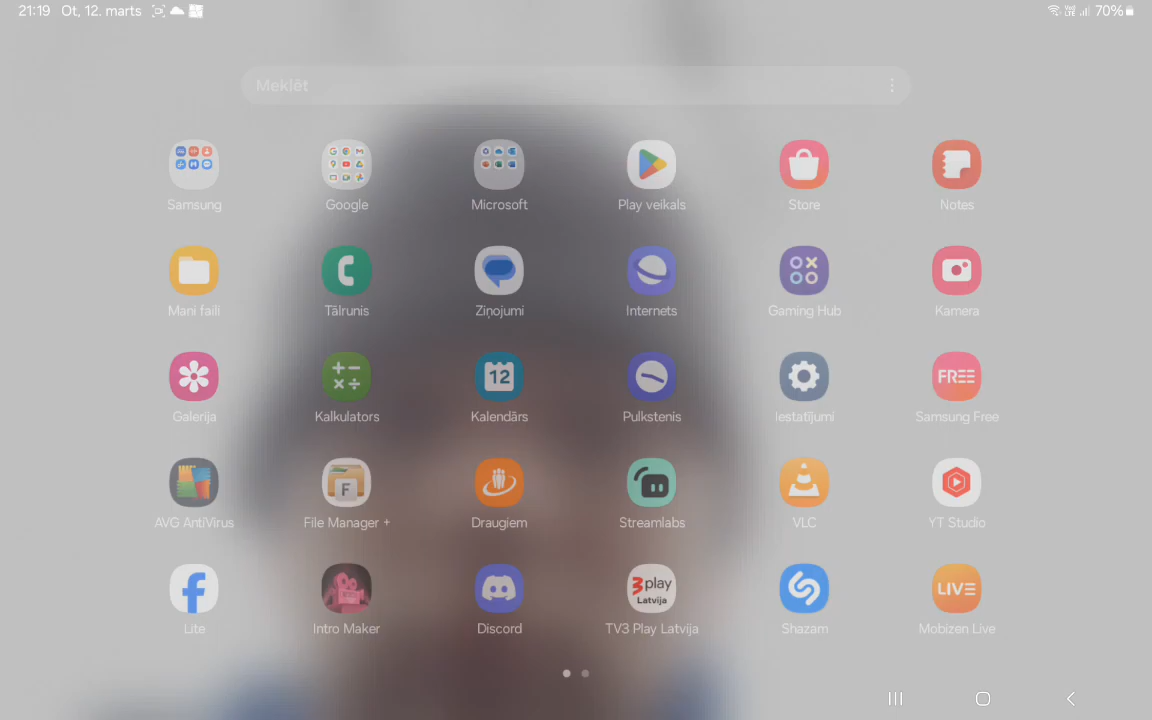 21:19 Ot, 12. marts
70%
Meklēt
Samsung Google Microsoft Play veikals Store Notes
Mani faili Tālrunis Ziņojumi Internets Gaming Hub Kamera
12 FREE
Galerija Kalkulators Kalendārs Pulkstenis Iestatījumi Samsung Free
F
AVG AntiVirus File Manager + Draugiem Streamlabs VLC YT Studio
3 play Latvija LIVE
Lite Intro Maker Discord TV3 Play Latvija Shazam Mobizen Live